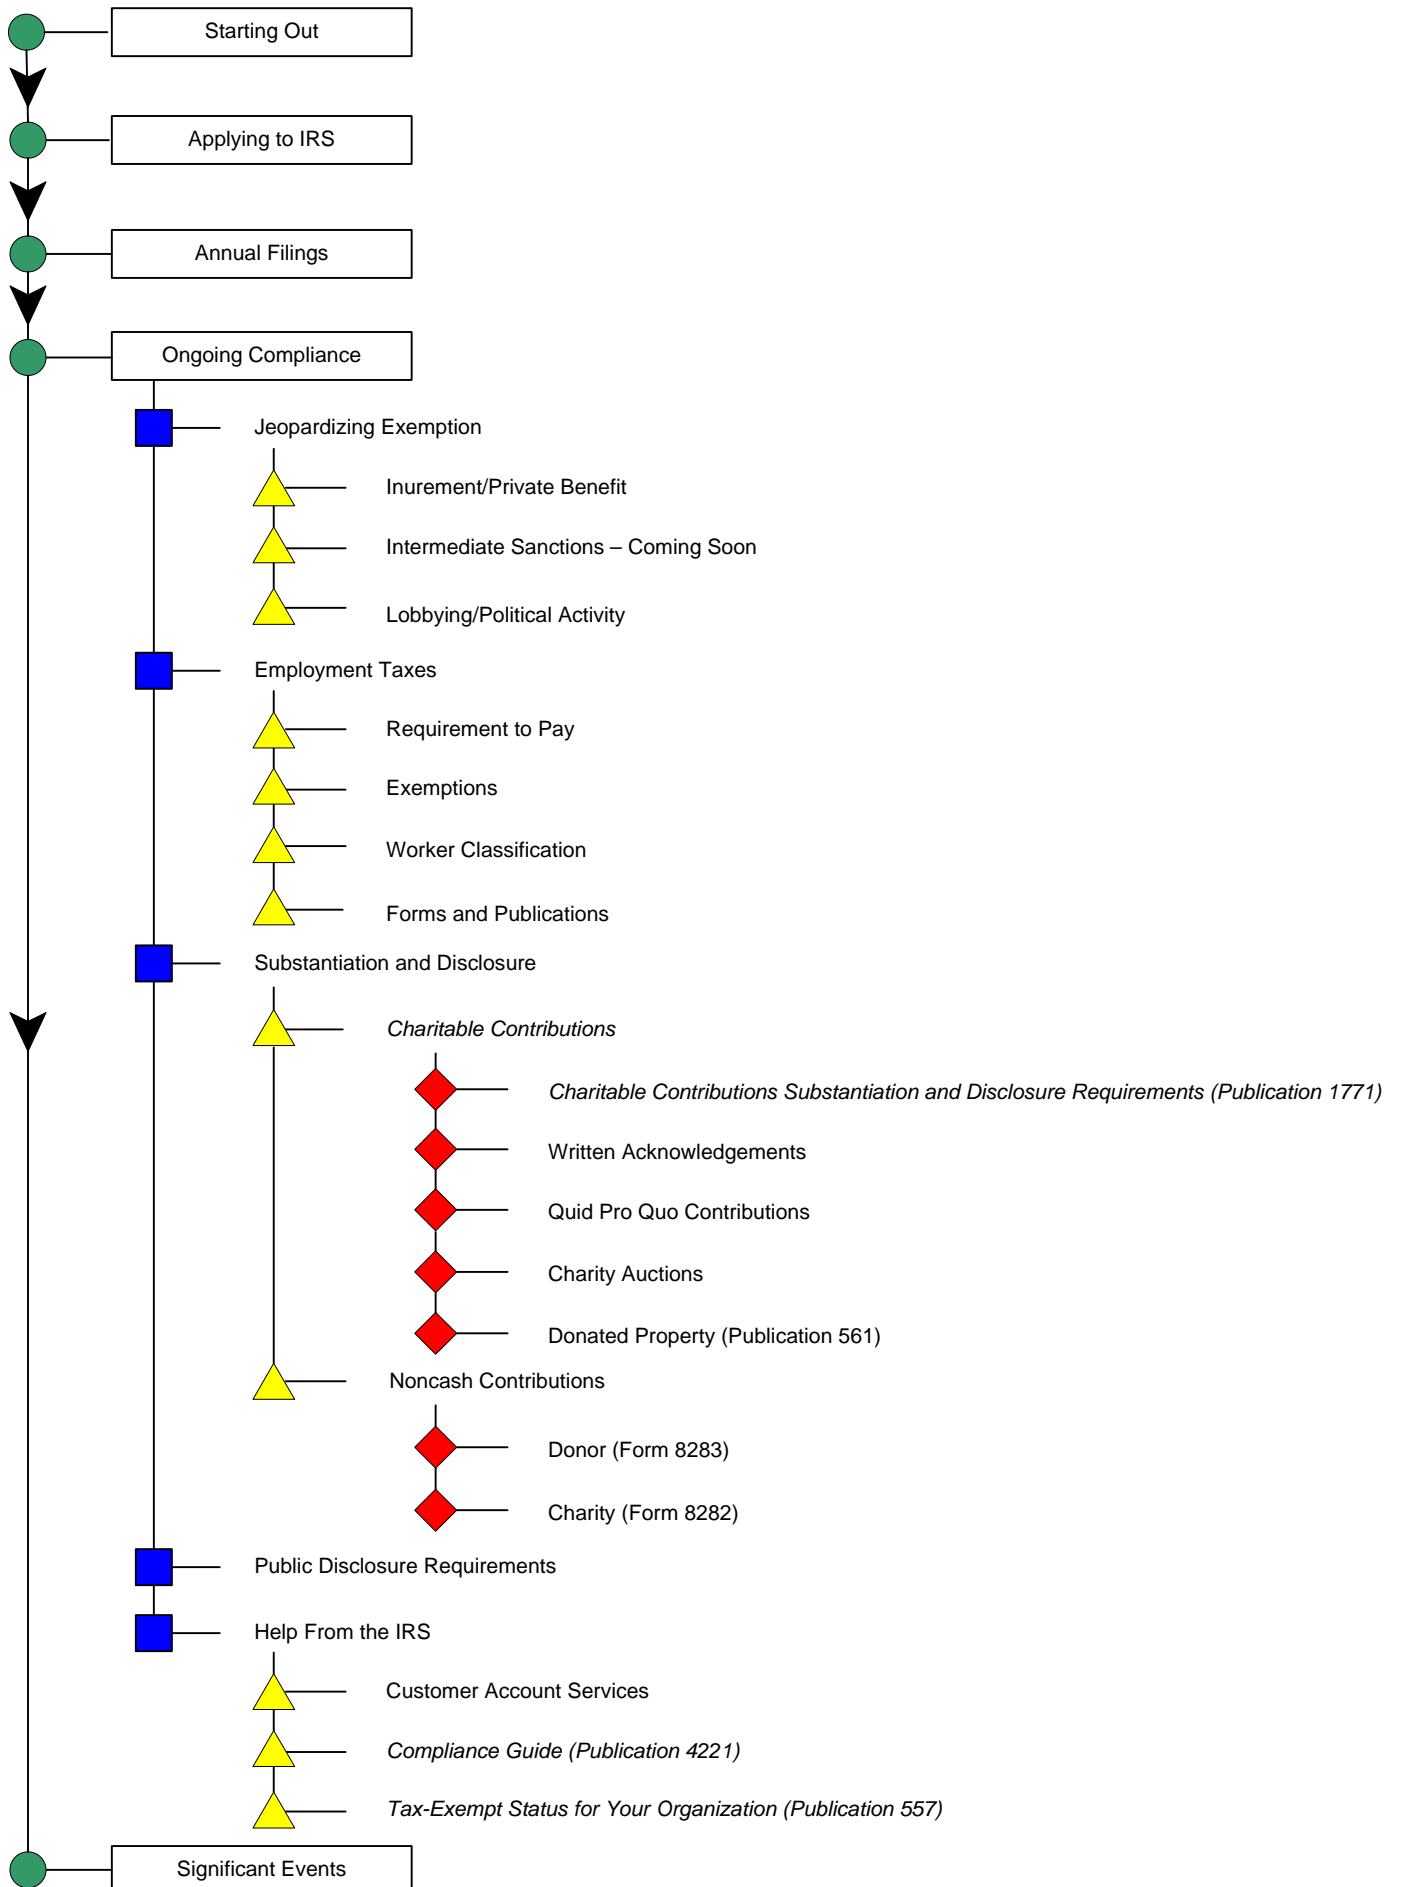 Starting Out
Applying to IRS
Annual Filings
Ongoing Compliance
Jeopardizing Exemption
Inurement/Private Benefit
Intermediate Sanctions – Coming Soon
Lobbying/Political Activity
Employment Taxes
Requirement to Pay
Exemptions
Worker Classification
Forms and Publications
Substantiation and Disclosure
Charitable Contributions
Charitable Contributions Substantiation and Disclosure Requirements (Publication 1771)
Written Acknowledgements
Quid Pro Quo Contributions
Charity Auctions
Donated Property (Publication 561)
Noncash Contributions
Donor (Form 8283)
Charity (Form 8282)
Public Disclosure Requirements
Help From the IRS
Customer Account Services
Compliance Guide (Publication 4221)
Tax-Exempt Status for Your Organization (Publication 557)
Significant Events